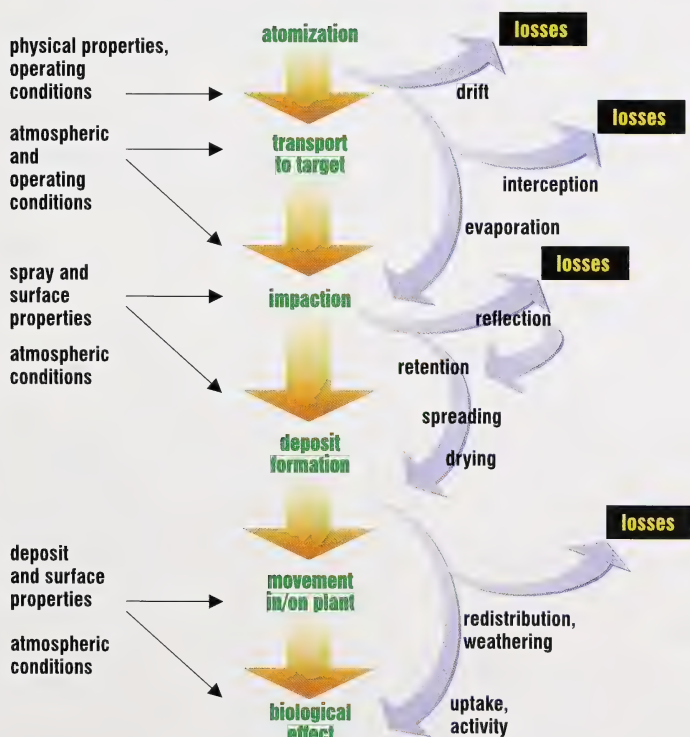 physical properties,
operating
conditions
atomization
losses
drift
atmospheric
and
operating
conditions
transport
to target
losses
interception
evaporation
spray and
surface
properties
atmospheric
conditions
impaction
losses
reflection
retention
spreading
drying
deposit
formation
losses
deposit
and surface
properties
atmospheric
conditions
movement
in/on plant
redistribution,
weathering
biological
effect
uptake,
activity